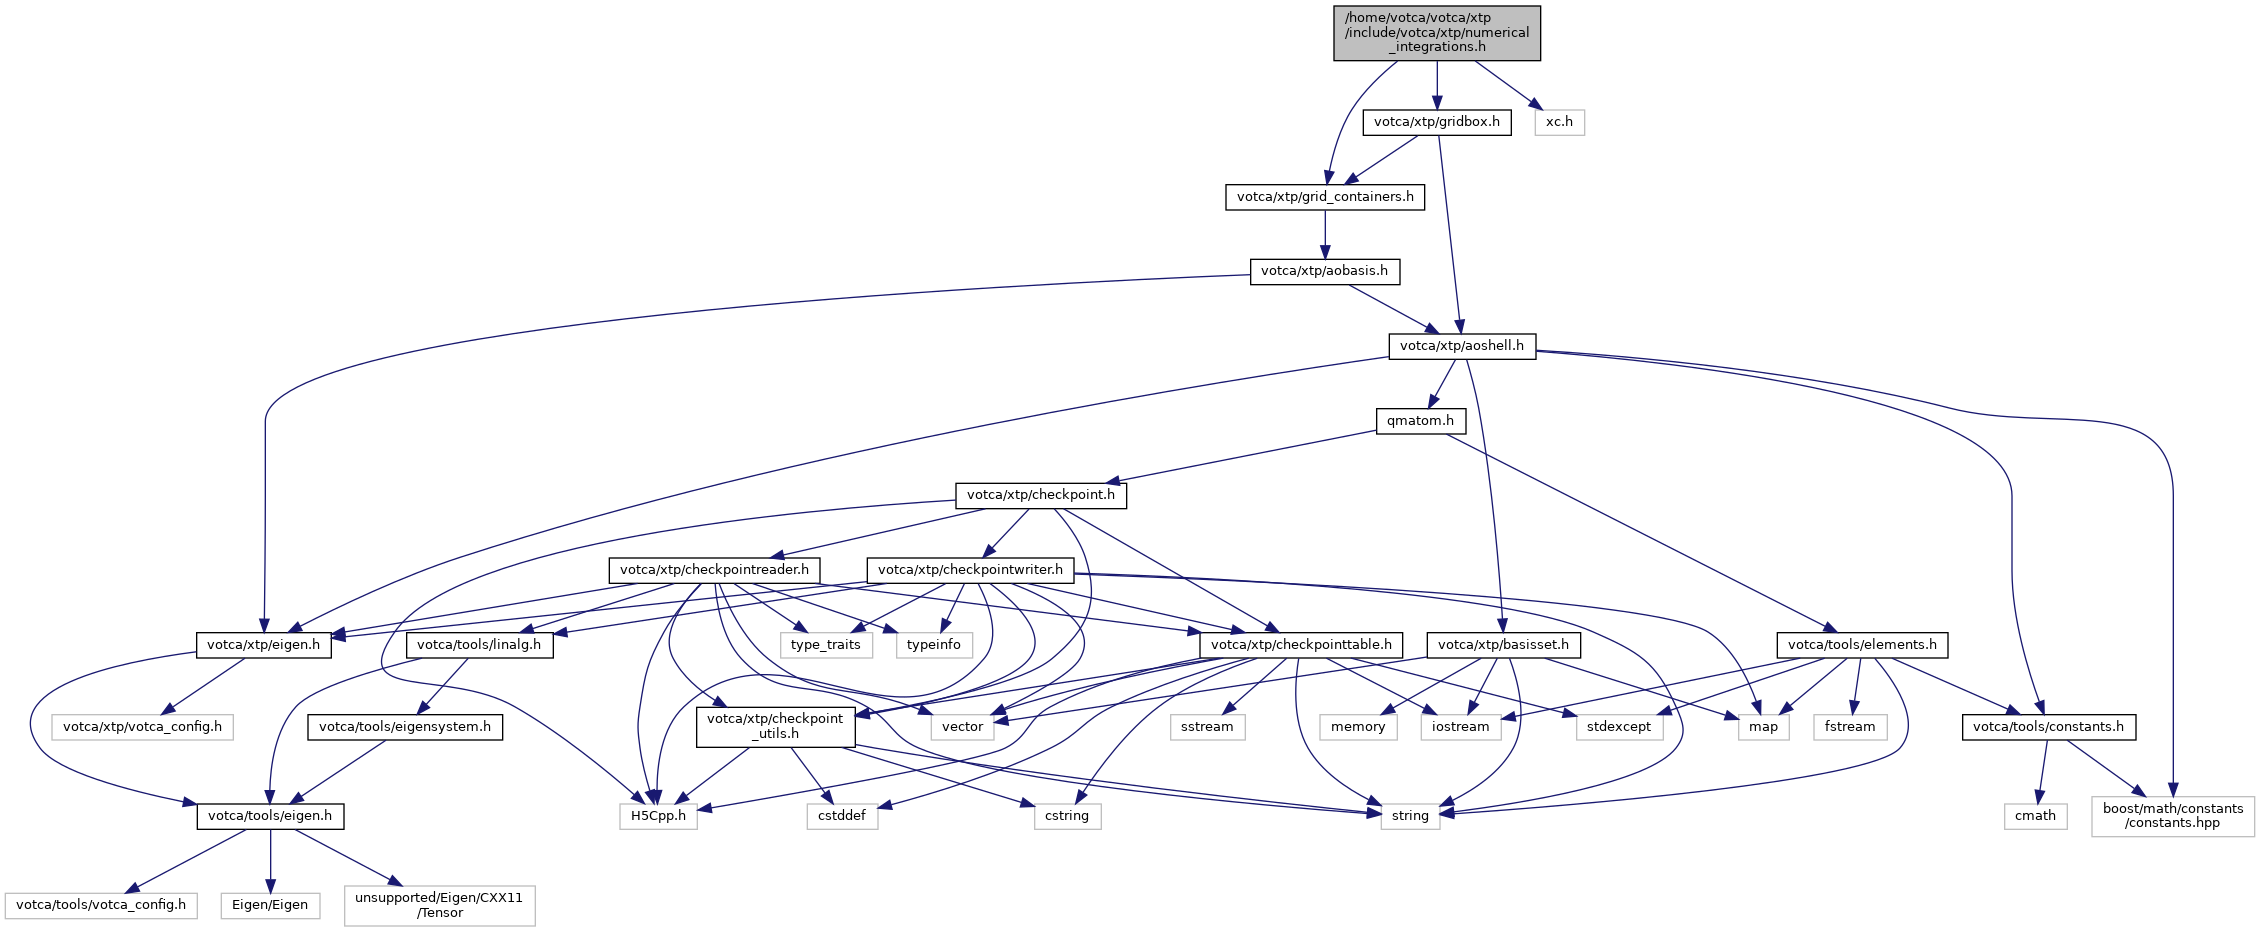 /home/votca/votca/xtp
/include/votca/xtp/numerical
_integrations.h
votca/xtp/gridbox.h
xc.h
votca/xtp/grid_containers.h
votca/xtp/aobasis.h
votca/xtp/aoshell.h
qmatom.h
votca/xtp/checkpoint.h
votca/xtp/checkpointreader.h
votca/xtp/checkpointwriter.h
votca/xtp/eigen.h
votca/tools/linalg.h
type_traits
typeinfo
votca/xtp/checkpointtable.h
votca/xtp/basisset.h
votca/tools/elements.h
votca/xtp/votca_config.h
votca/tools/eigensystem.h
votca/xtp/checkpoint
_utils.h
vector
sstream
memory
iostream
stdexcept
map
fstream
votca/tools/constants.h
votca/tools/eigen.h
H5Cpp.h
cstddef
cstring
string
cmath
boost/math/constants
/constants.hpp
votca/tools/votca_config.h
Eigen/Eigen
unsupported/Eigen/CXX11
/Tensor